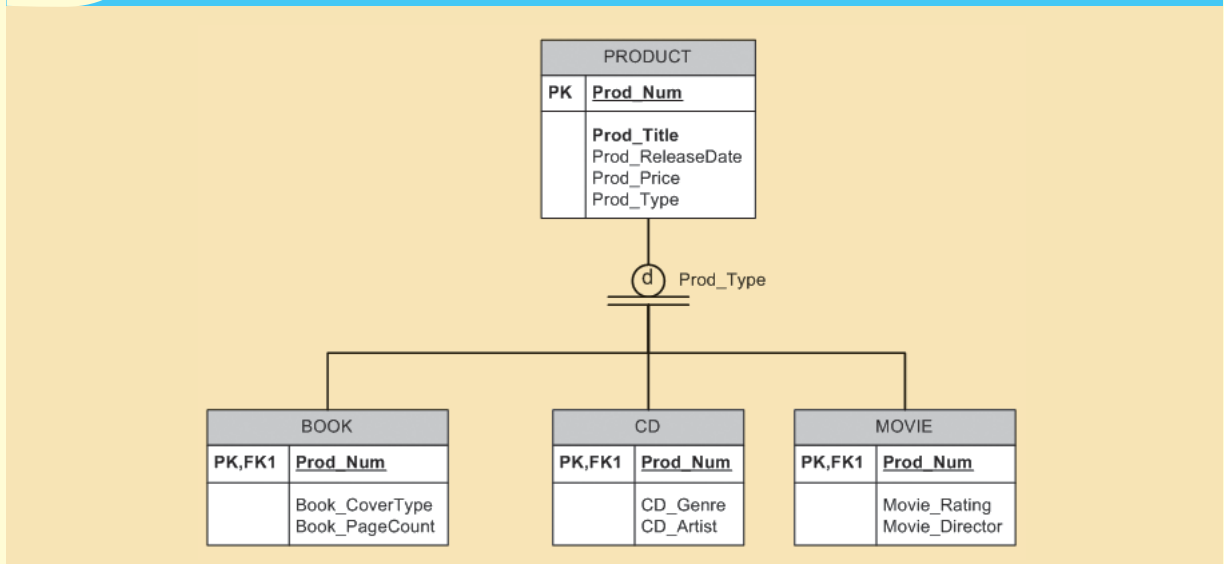 PRODUCT
PK Prod_Num
Prod_Title
Prod_ReleaseDate
Prod_Price
Prod_Type
d Prod_Type
BOOK
PK,FK1 Prod_Num
Book_CoverType
Book_PageCount
CD
PK,FK1 Prod_Num
CD_Genre
CD_Artist
MOVIE
PK,FK1 Prod_Num
Movie_Rating
Movie_Director